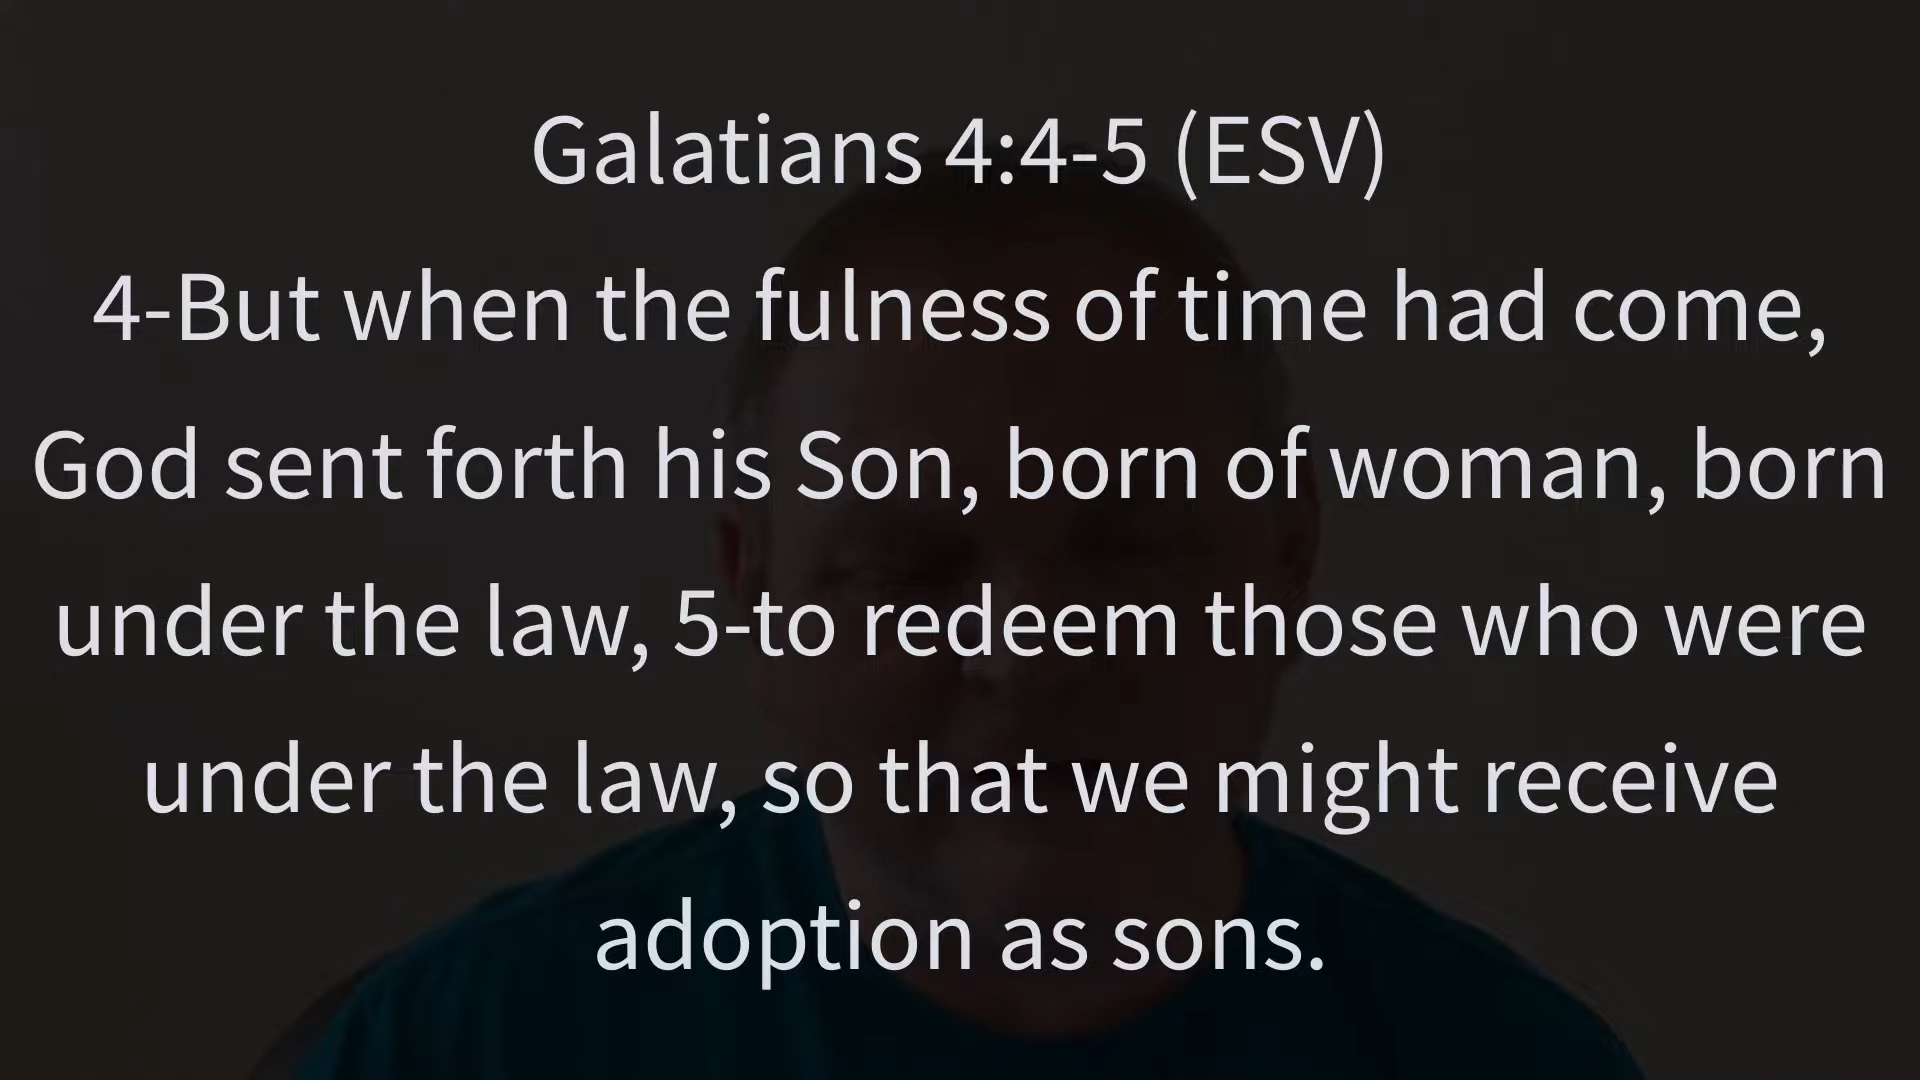 Galatians 4:4-5 (ESV)
4-But when the fulness of time had come,
God sent forth his Son, born of woman, born
under the law, 5-to redeem those who were
under the law, so that we might receive
adoption as sons.